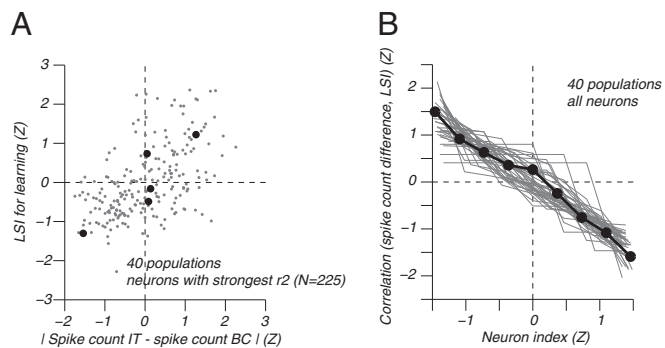 A
LSI for learning (Z)
3
2
1
0
−1
−2
−3
40 populations
neurons with strongest r2 (N=225)
−2 −1 0 1 2 3
| Spike count IT - spike count BC | (Z)
B
Correlation (spike count difference, LSI) (Z)
2
1
0
−1
−2
40 populations
all neurons
−1 0 1
Neuron index (Z)